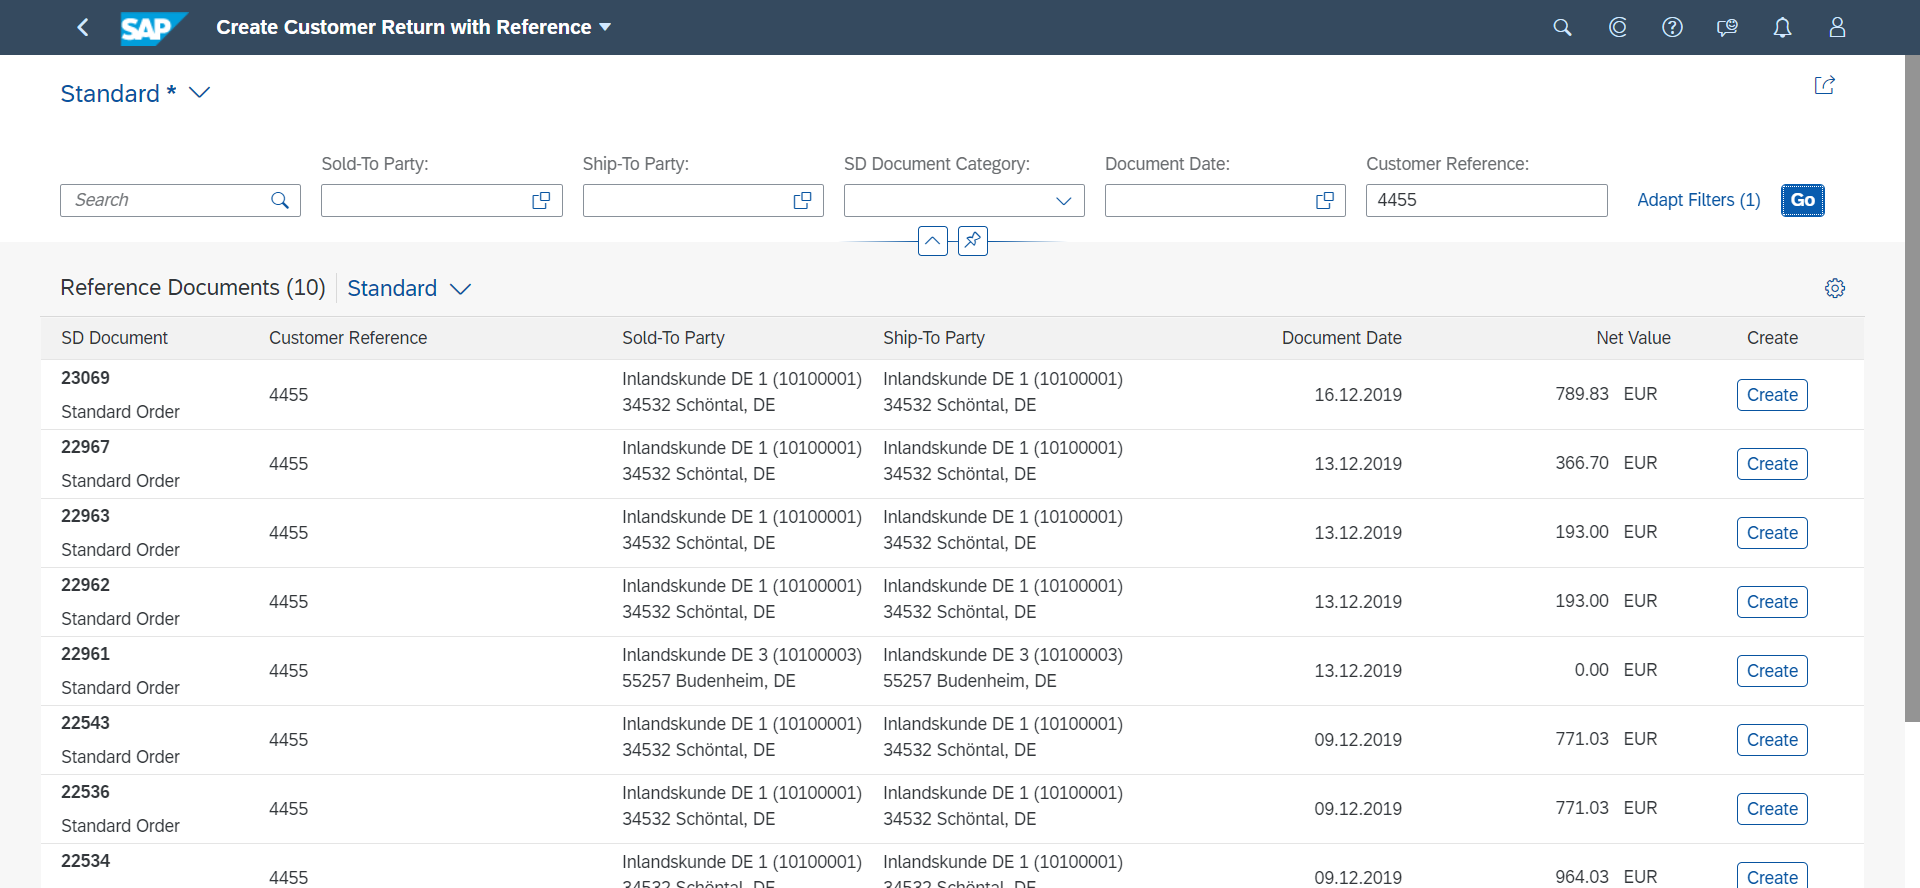 SAP Create Customer Return with Reference
Standard *
Sold-To Party: Ship-To Party: SD Document Category: Document Date: Customer Reference:
Search 4455 Adapt Filters (1) Go
Reference Documents (10) Standard
SD Document Customer Reference Sold-To Party Ship-To Party Document Date Net Value Create
23069 Inlandskunde DE 1 (10100001) Inlandskunde DE 1 (10100001)
4455 16.12.2019 789.83 EUR Create
Standard Order 34532 Schöntal, DE 34532 Schöntal, DE
22967 Inlandskunde DE 1 (10100001) Inlandskunde DE 1 (10100001)
4455 13.12.2019 366.70 EUR Create
Standard Order 34532 Schöntal, DE 34532 Schöntal, DE
22963 Inlandskunde DE 1 (10100001) Inlandskunde DE 1 (10100001)
4455 13.12.2019 193.00 EUR Create
Standard Order 34532 Schöntal, DE 34532 Schöntal, DE
22962 Inlandskunde DE 1 (10100001) Inlandskunde DE 1 (10100001)
4455 13.12.2019 193.00 EUR Create
Standard Order 34532 Schöntal, DE 34532 Schöntal, DE
22961 Inlandskunde DE 3 (10100003) Inlandskunde DE 3 (10100003)
4455 13.12.2019 0.00 EUR Create
Standard Order 55257 Budenheim, DE 55257 Budenheim, DE
22543 Inlandskunde DE 1 (10100001) Inlandskunde DE 1 (10100001)
4455 09.12.2019 771.03 EUR Create
Standard Order 34532 Schöntal, DE 34532 Schöntal, DE
22536 Inlandskunde DE 1 (10100001) Inlandskunde DE 1 (10100001)
4455 09.12.2019 771.03 EUR Create
Standard Order 34532 Schöntal, DE 34532 Schöntal, DE
22534 Inlandskunde DE 1 (10100001) Inlandskunde DE 1 (10100001)
4455 09.12.2019 964.03 EUR Create
34532 Schöntal, DE 34532 Schöntal, DE